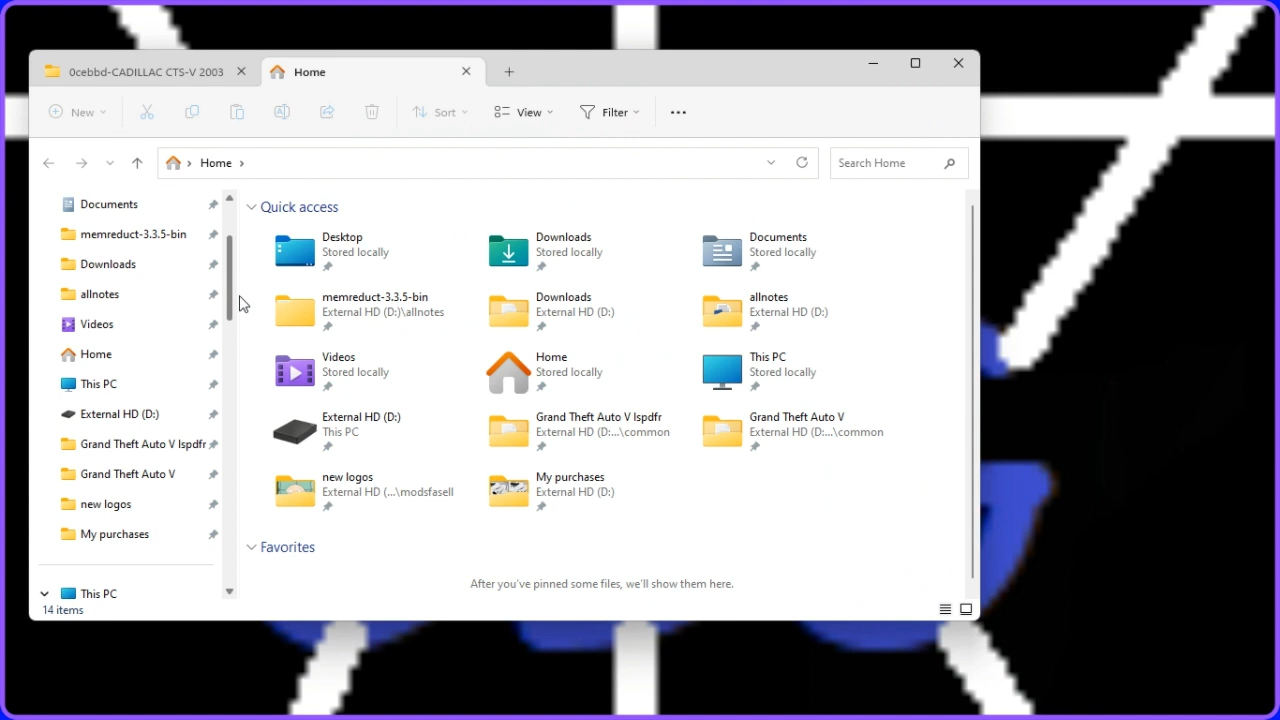 0cebbd-CADILLAC CTS-V 2003
Home
New
Sort
View
Filter
Home
Search Home
Documents
memreduct-3.3.5-bin
Downloads
allnotes
Videos
Home
This PC
External HD (D:)
Grand Theft Auto V lspdfr
Grand Theft Auto V
new logos
My purchases
This PC
14 items
Quick access
Desktop
Stored locally
Downloads
Stored locally
Documents
Stored locally
memreduct-3.3.5-bin
External HD (D:)\allnotes
Downloads
External HD (D:)
allnotes
External HD (D:)
Videos
Stored locally
Home
Stored locally
This PC
Stored locally
External HD (D:)
This PC
Grand Theft Auto V lspdfr
External HD (D:...\common
Grand Theft Auto V
External HD (D:...\common
new logos
External HD (...\modsfasell
My purchases
External HD (D:)
Favorites
After you've pinned some files, we'll show them here.